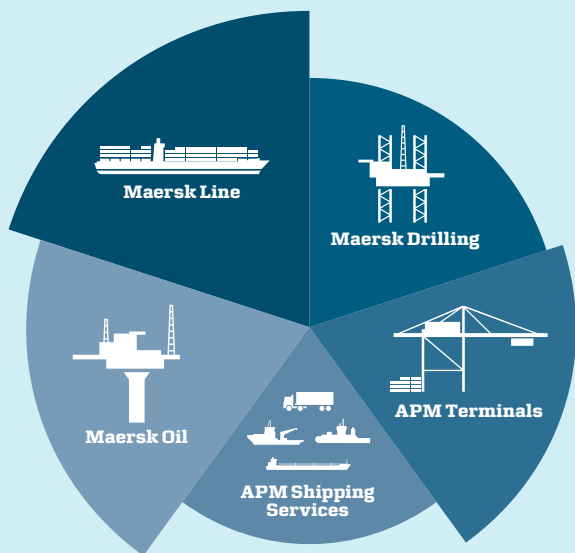 Maersk Line
Maersk Drilling
APM Terminals
Maersk Oil
APM Shipping
Services